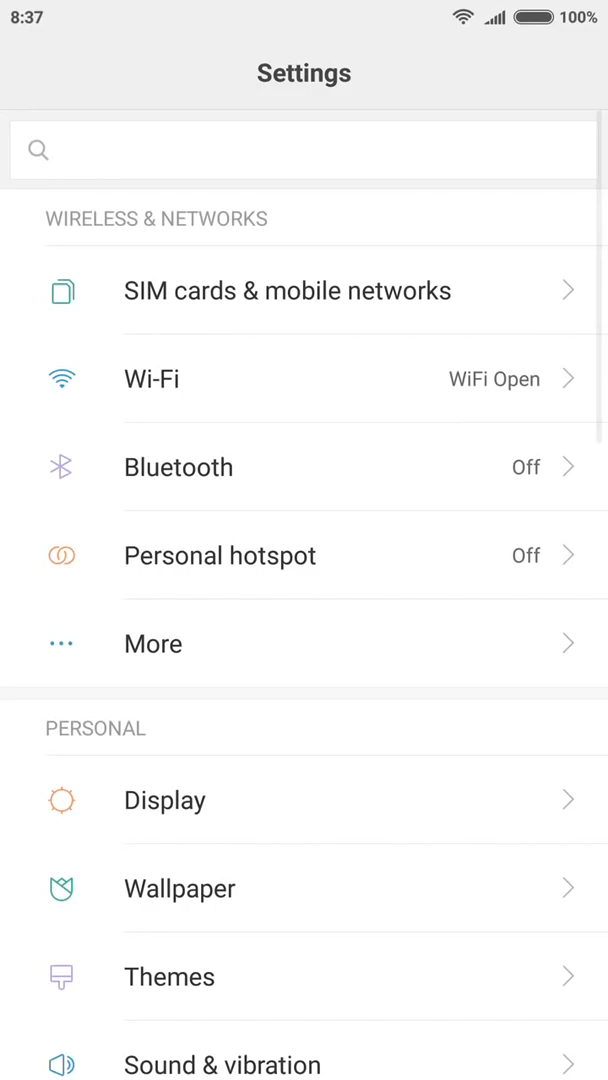 8:37
100%
Settings
WIRELESS & NETWORKS
SIM cards & mobile networks
Wi-Fi WiFi Open
Bluetooth Off
Personal hotspot Off
More
PERSONAL
Display
Wallpaper
Themes
Sound & vibration